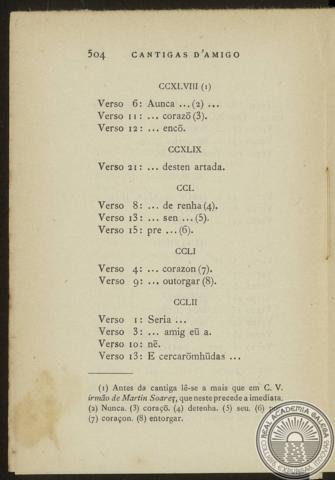 504 CANTIGAS D'AMIGO
CCXLVIII (1)
Verso 6: Aunca ... (2) ...
Verso 11: ... corazõ (3).
Verso 12: ... encõ.
CCXLIX
Verso 21: ... desten artada.
CCL
Verso 8: ... de renha (4).
Verso 13: ... sen ... (5).
Verso 15: pre ... (6).
CCLI
Verso 4: ... corazon (7).
Verso 9: ... outorgar (8).
CCLII
Verso 1: Seria ...
Verso 3: ... amig eũ a.
Verso 10: nẽ.
Verso 13: E cercarõmhũdas ...
(1) Antes da cantiga lê-se a mais que em C. V.
irmão de Martin Soarez, que neste precede a imediata.
(2) Nunca. (3) coraçõ. (4) detenha. (5) seu. (6)
(7) coraçon. (8) entorgar.
REAL ACADEMIA GALEGA